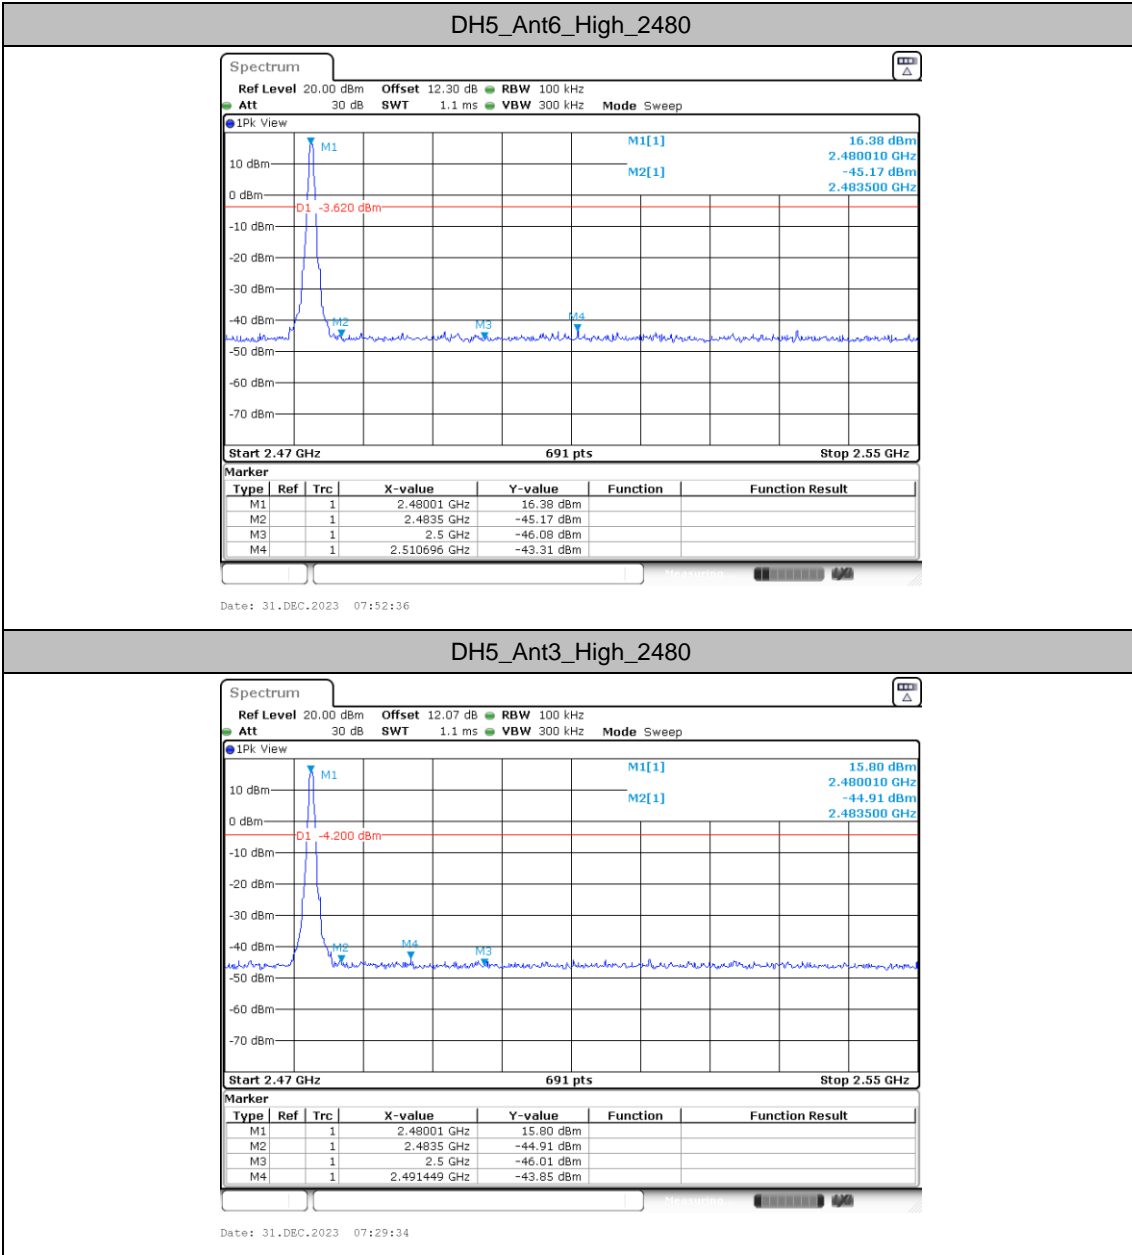 DH5_Ant6_High_2480
Spectrum
Ref Level 20.00 dBm Offset 12.30 dB RBW 100 kHz
Att 30 dB SWT 1.1 ms VBW 300 kHz Mode Sweep
1Pk View
M1[1] 16.38 dBm
2.480010 GHz
M2[1] -45.17 dBm
2.483500 GHz
M1
10 dBm
0 dBm
D1 -3.620 dBm
-10 dBm
-20 dBm
-30 dBm
-40 dBm
M2 M3 M4
-50 dBm
-60 dBm
-70 dBm
Start 2.47 GHz 691 pts Stop 2.55 GHz
Marker
Type Ref Trc X-value Y-value Function Function Result
M1 1 2.48001 GHz 16.38 dBm
M2 1 2.4835 GHz -45.17 dBm
M3 1 2.5 GHz -46.08 dBm
M4 1 2.510696 GHz -43.31 dBm
Measuring...
Date: 31.DEC.2023 07:52:36
DH5_Ant3_High_2480
Spectrum
Ref Level 20.00 dBm Offset 12.07 dB RBW 100 kHz
Att 30 dB SWT 1.1 ms VBW 300 kHz Mode Sweep
1Pk View
M1[1] 15.80 dBm
2.480010 GHz
M2[1] -44.91 dBm
2.483500 GHz
M1
10 dBm
0 dBm
D1 -4.200 dBm
-10 dBm
-20 dBm
-30 dBm
-40 dBm
M2 M4 M3
-50 dBm
-60 dBm
-70 dBm
Start 2.47 GHz 691 pts Stop 2.55 GHz
Marker
Type Ref Trc X-value Y-value Function Function Result
M1 1 2.48001 GHz 15.80 dBm
M2 1 2.4835 GHz -44.91 dBm
M3 1 2.5 GHz -46.01 dBm
M4 1 2.491449 GHz -43.85 dBm
Measuring...
Date: 31.DEC.2023 07:29:34